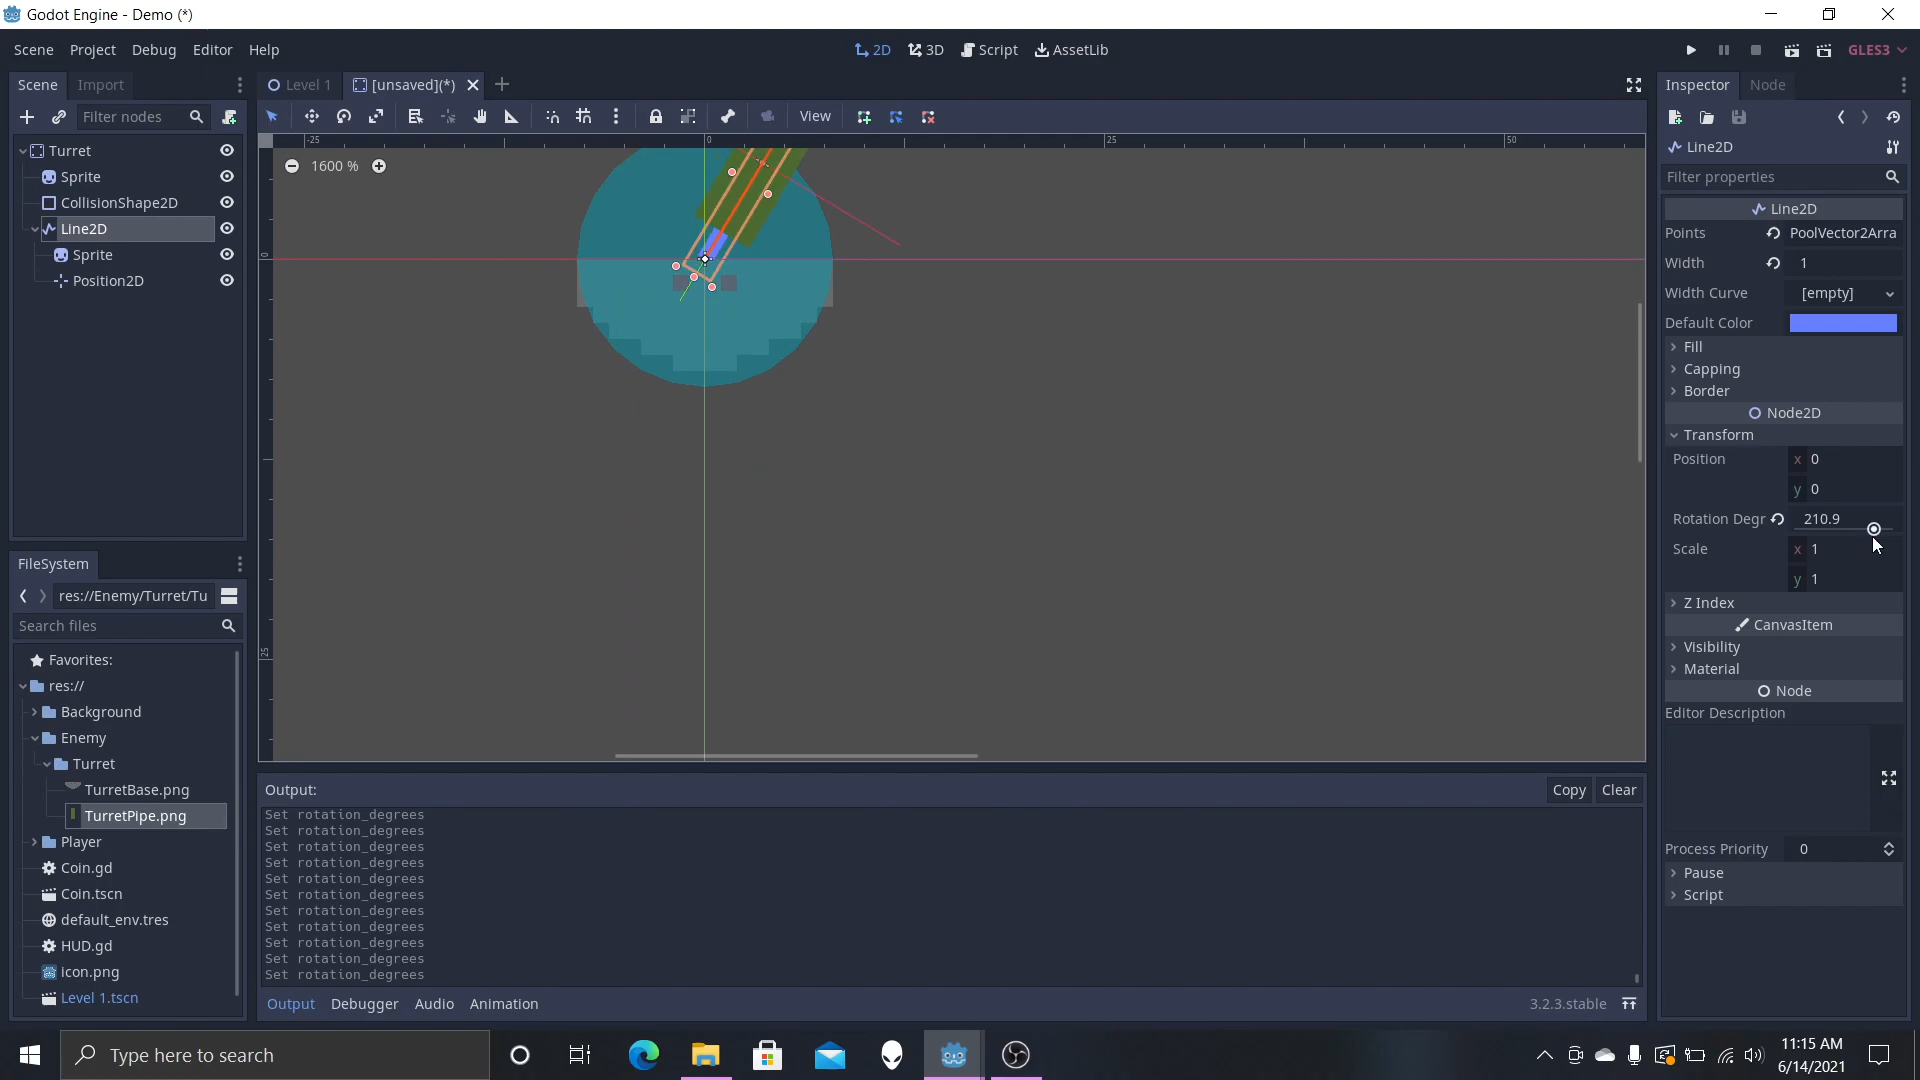 Godot Engine - Demo (*)
Scene Project Debug Editor Help
2D 3D Script AssetLib
GLES3
Scene Import
Level 1 [unsaved](*)
Inspector Node
Filter nodes
View
Turret
Sprite
CollisionShape2D
Line2D
Sprite
Position2D
-25 0 25 50
1600 %
0
25
Line2D
Filter properties
Line2D
Points PoolVector2Arra
Width 1
Width Curve [empty]
Default Color
Fill
Capping
Border
Node2D
Transform
Position x 0
y 0
Rotation Degr 210.9
Scale x 1
y 1
Z Index
CanvasItem
Visibility
Material
Node
Editor Description
Process Priority 0
Pause
Script
FileSystem
res://Enemy/Turret/Tu
Search files
Favorites:
res://
Background
Enemy
Turret
TurretBase.png
TurretPipe.png
Player
Coin.gd
Coin.tscn
default_env.tres
HUD.gd
icon.png
Level 1.tscn
Output: Copy Clear
Set rotation_degrees
Set rotation_degrees
Set rotation_degrees
Set rotation_degrees
Set rotation_degrees
Set rotation_degrees
Set rotation_degrees
Set rotation_degrees
Set rotation_degrees
Set rotation_degrees
Set rotation_degrees
Output Debugger Audio Animation
3.2.3.stable
Type here to search
11:15 AM
6/14/2021